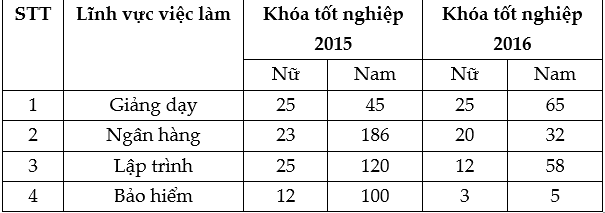 STT Lĩnh vực việc làm Khóa tốt nghiệp 2015 Khóa tốt nghiệp 2016
Nữ Nam Nữ Nam
1 Giảng dạy 25 45 25 65
2 Ngân hàng 23 186 20 32
3 Lập trình 25 120 12 58
4 Bảo hiểm 12 100 3 5